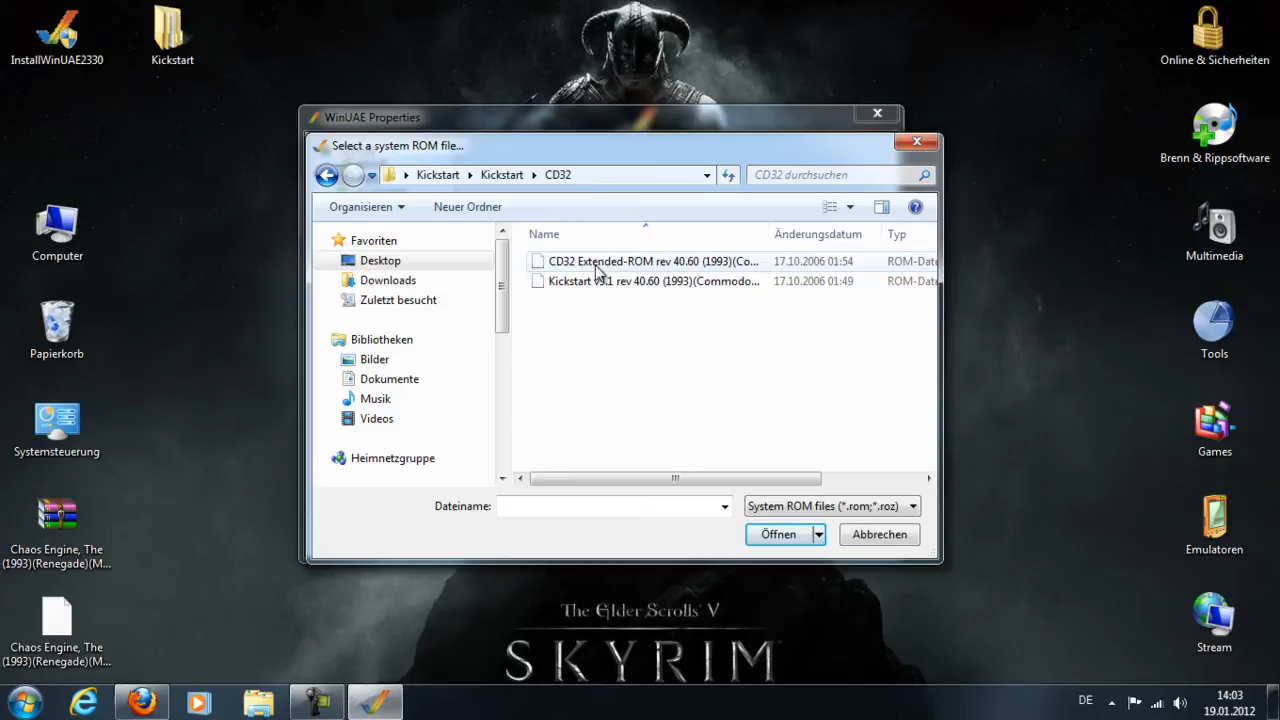 InstallWinUAE2330
Kickstart
Online & Sicherheiten
WinUAE Properties
Select a system ROM file...
Kickstart
Kickstart
CD32
CD32 durchsuchen
Organisieren
Neuer Ordner
Name
Änderungsdatum
Typ
Favoriten
Desktop
Downloads
Zuletzt besucht
Bibliotheken
Bilder
Dokumente
Musik
Videos
Heimnetzgruppe
CD32 Extended-ROM rev 40.60 (1993)(Co...
17.10.2006 01:54
ROM-Date
Kickstart v3.1 rev 40.60 (1993)(Commodo...
17.10.2006 01:49
ROM-Date
Dateiname:
System ROM files (*.rom;*.roz)
Öffnen
Abbrechen
Computer
Papierkorb
Systemsteuerung
Chaos Engine, The
(1993)(Renegade)(M...
Chaos Engine, The
(1993)(Renegade)(M...
Brenn & Rippsoftware
Multimedia
Tools
Games
Emulatoren
Stream
The Elder Scrolls V
SKYRIM
DE
14:03
19.01.2012